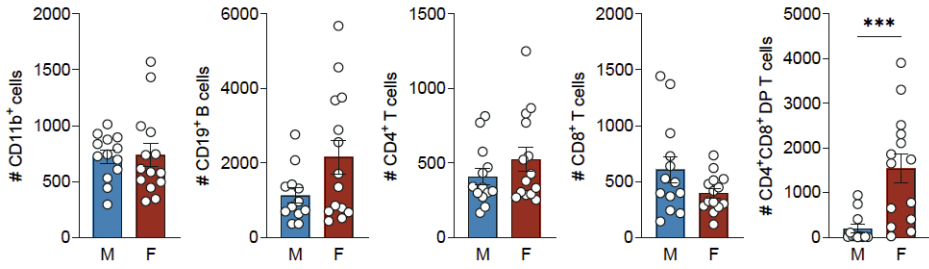 # CD11b⁺ cells
2000
1500
1000
500
0
M F
# CD19⁺ B cells
6000
4000
2000
0
M F
# CD4⁺ T cells
1500
1000
500
0
M F
# CD8⁺ T cells
2000
1500
1000
500
0
M F
# CD4⁺CD8⁺ DP T cells
5000
4000
3000
2000
1000
0
***
M F